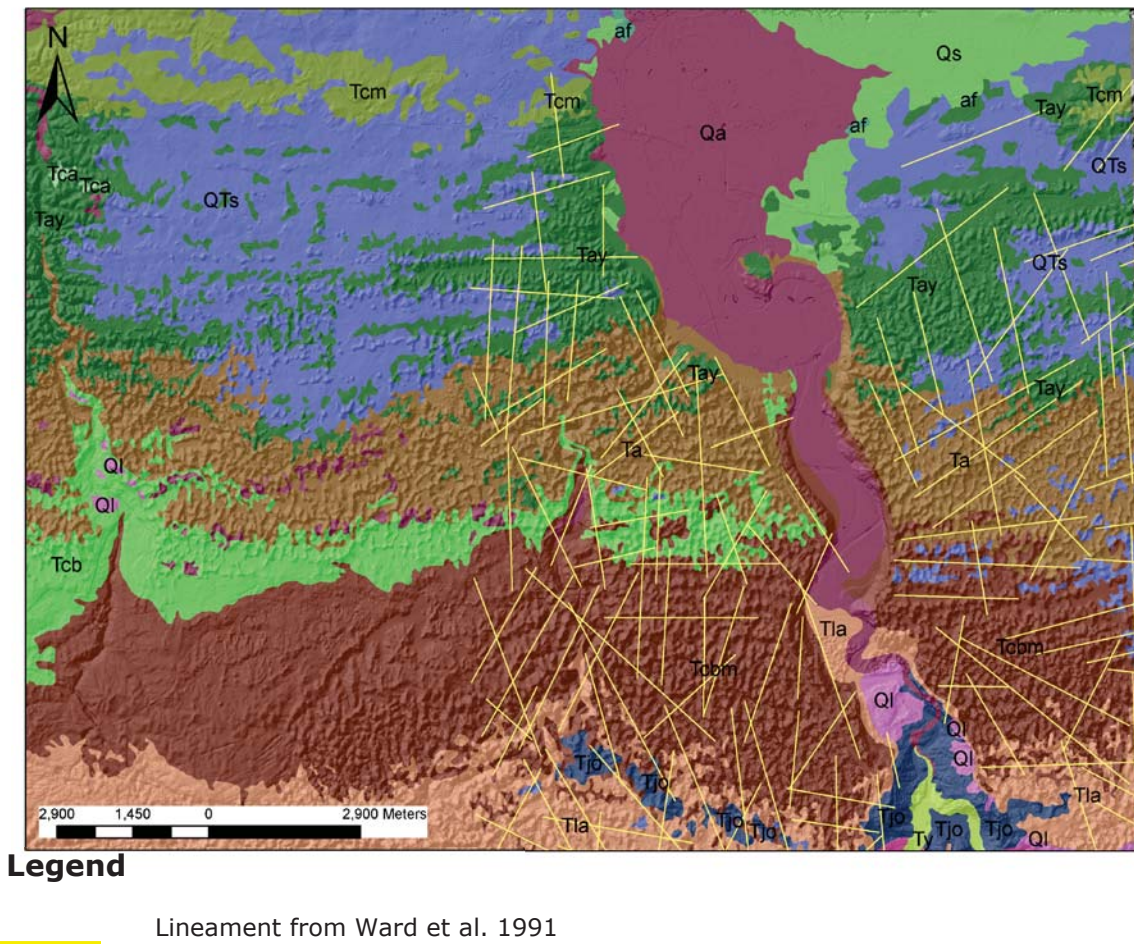 af
Qs
N
Tcm
Tcm
af
Tay
Tcm
Qa
af
QTs
Tca
Tca
QTs
Tay
Tay
QTs
Tay
Tay
Tay
Ql
Ta
Ta
Ql
Tcb
Tla
Tcbm
Tcbm
Ql
Ql
Ql
Tjo
Tjo
Tla
2,900 1,450 0 2,900 Meters
Tla
Tjo
Tjo
Tjo
Ty
Tjo
Tjo
Ql
Legend
Lineament from Ward et al. 1991